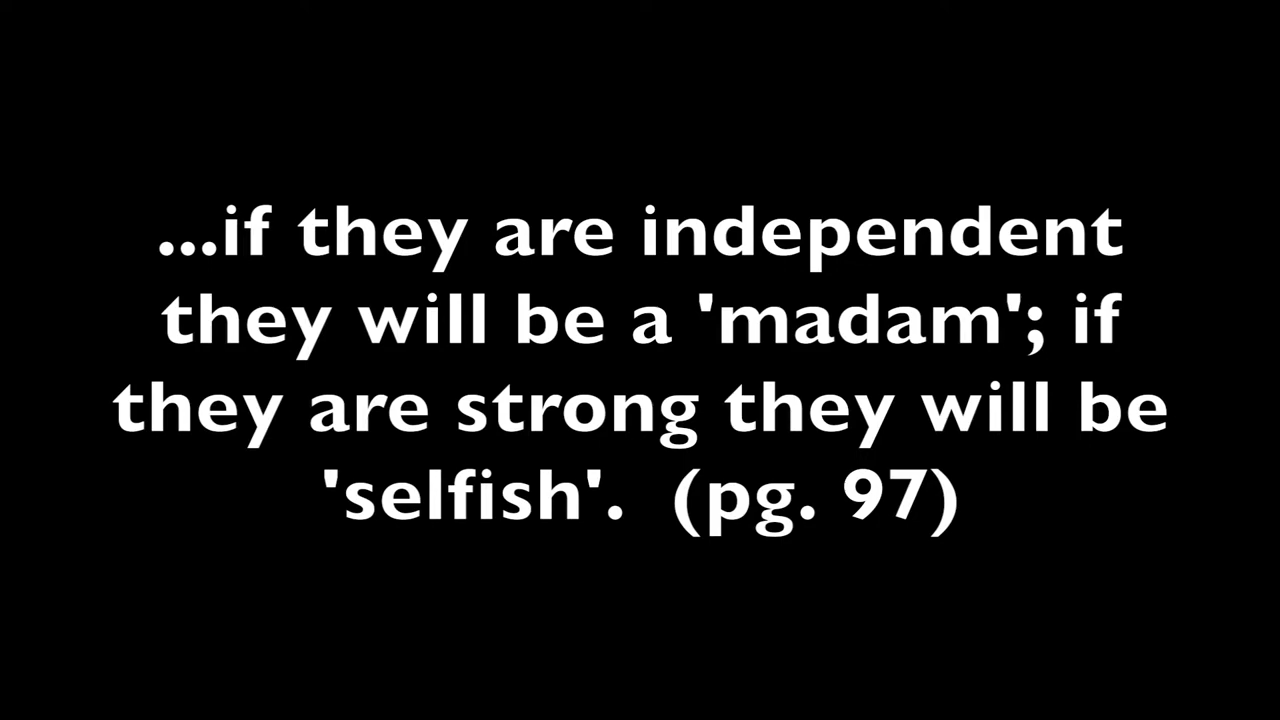 ...if they are independent
they will be a 'madam'; if
they are strong they will be
'selfish'.  (pg. 97)